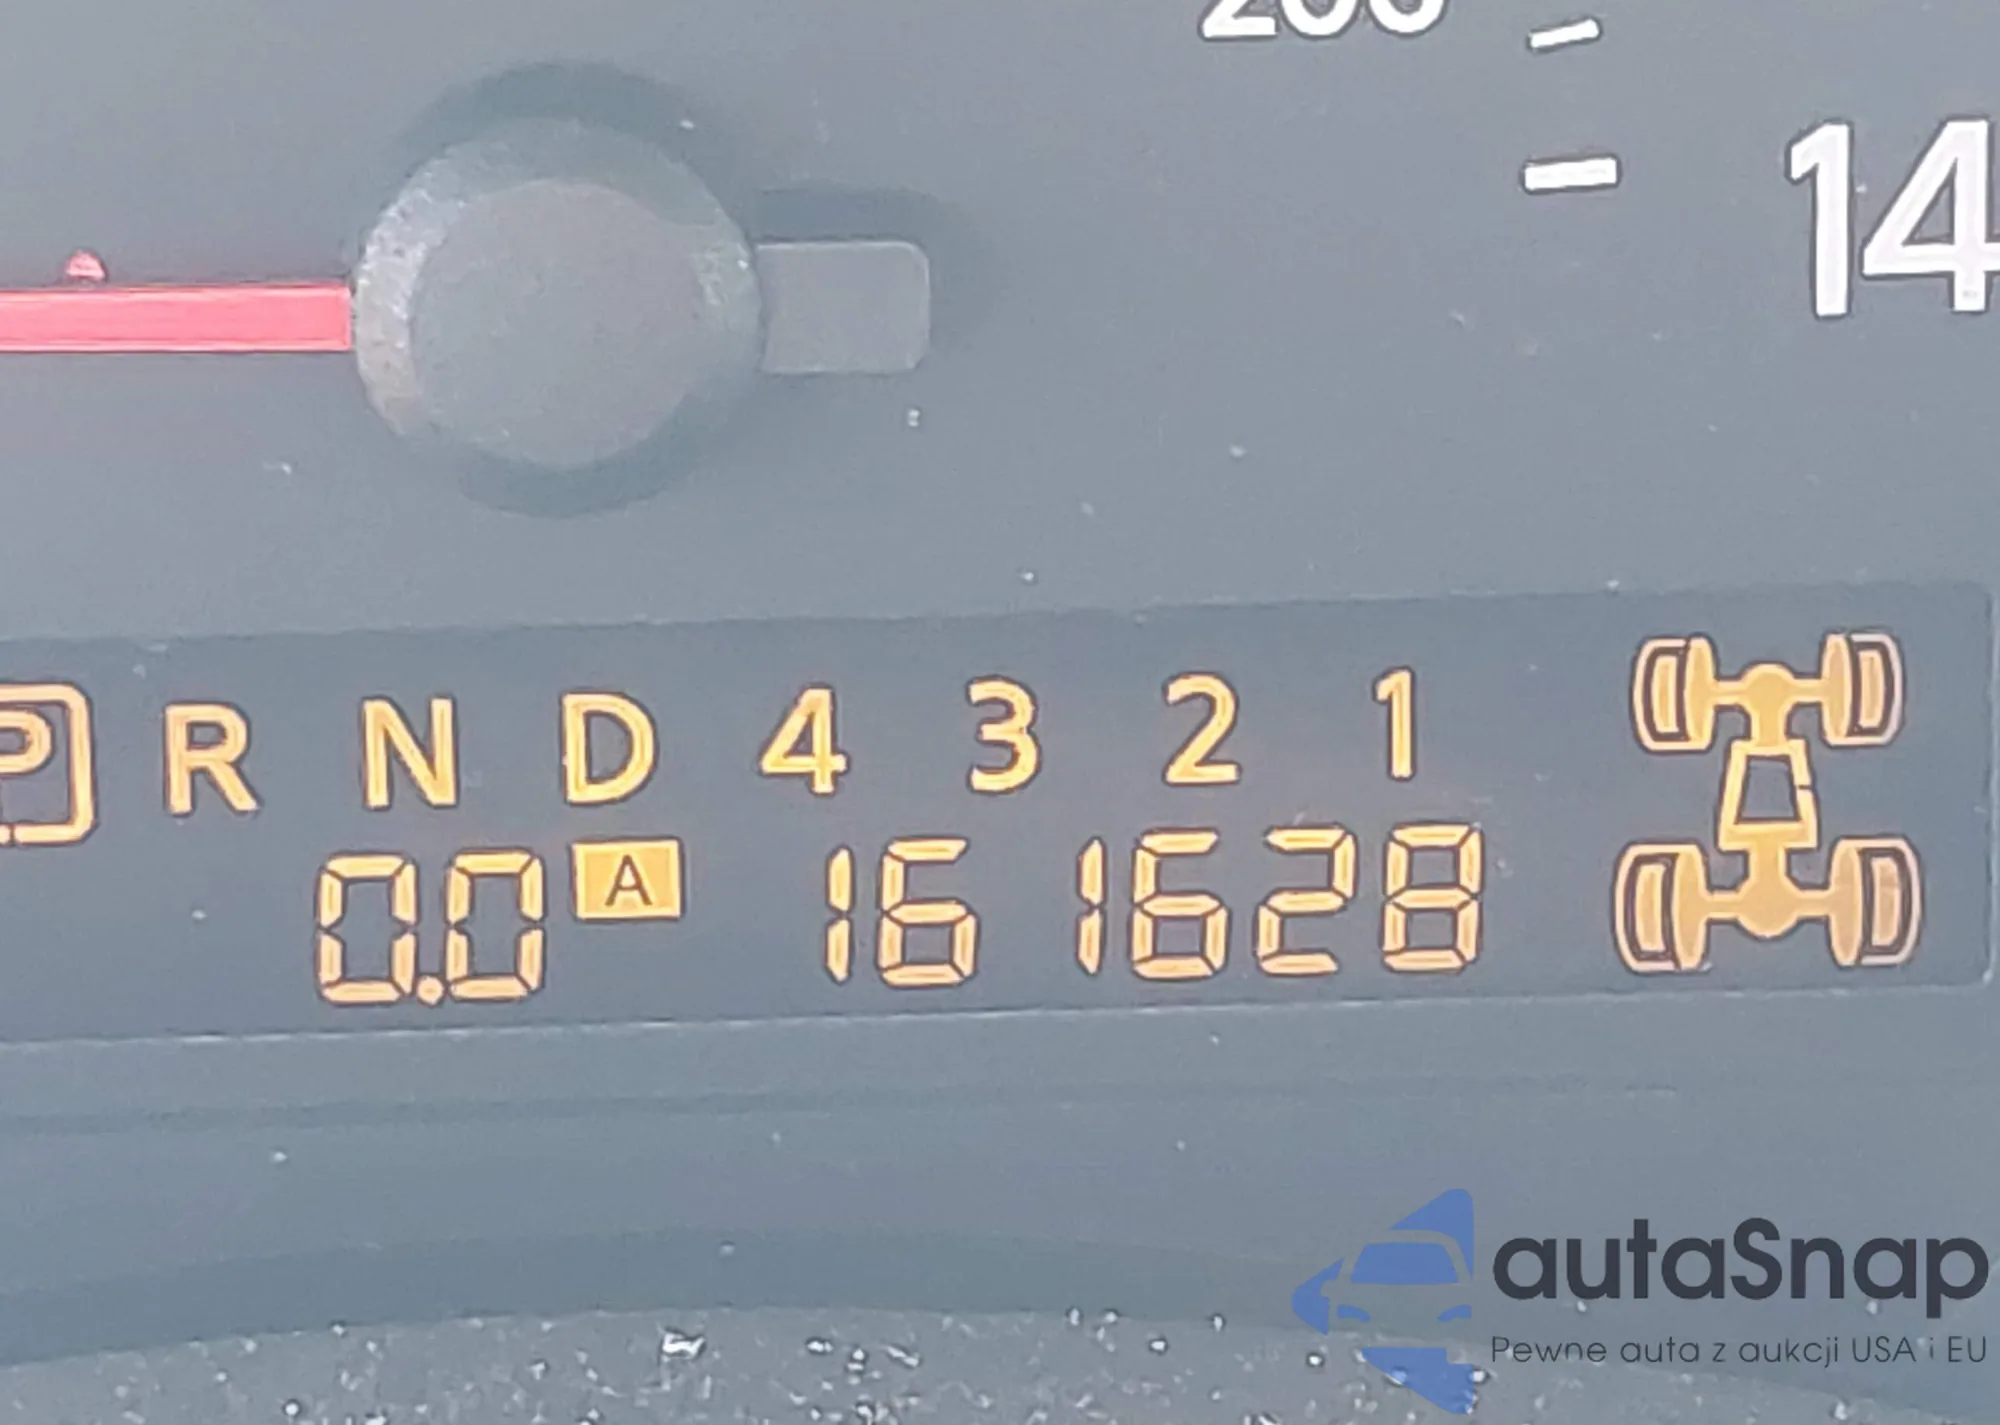 200
14
P R N D 4 3 2 1
0.0 A 161628
autaSnap
Pewne auta z aukcji USA i EU